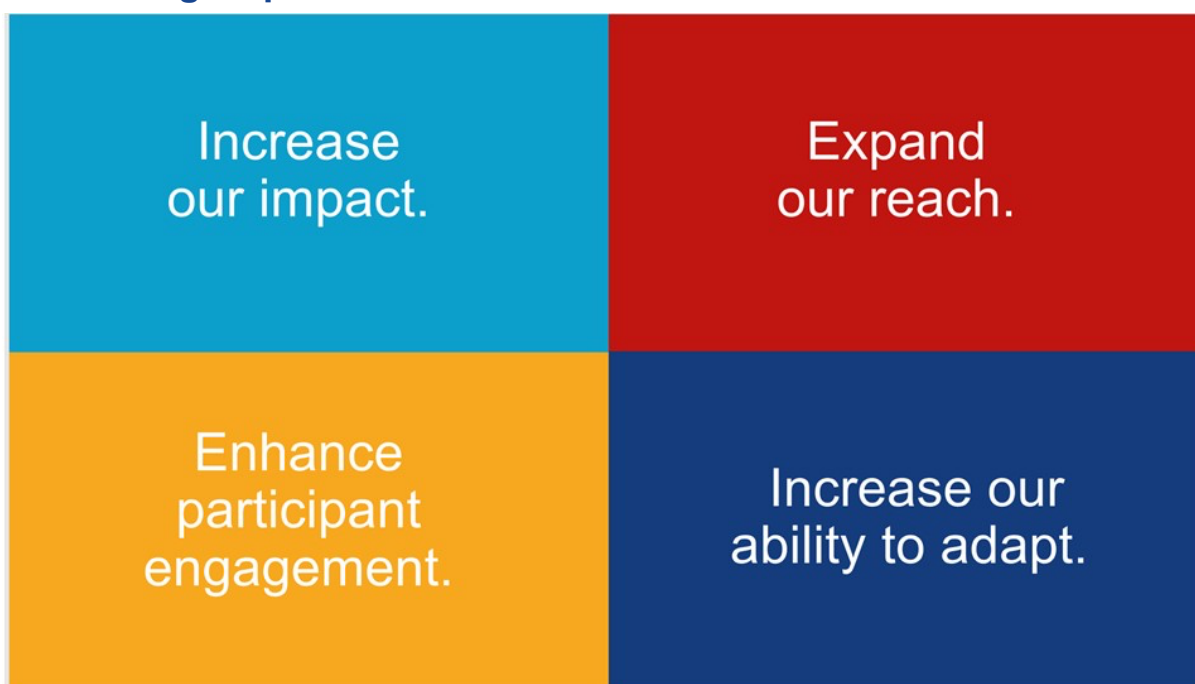 Increase
our impact.
Expand
our reach.
Enhance
participant
engagement.
Increase our
ability to adapt.